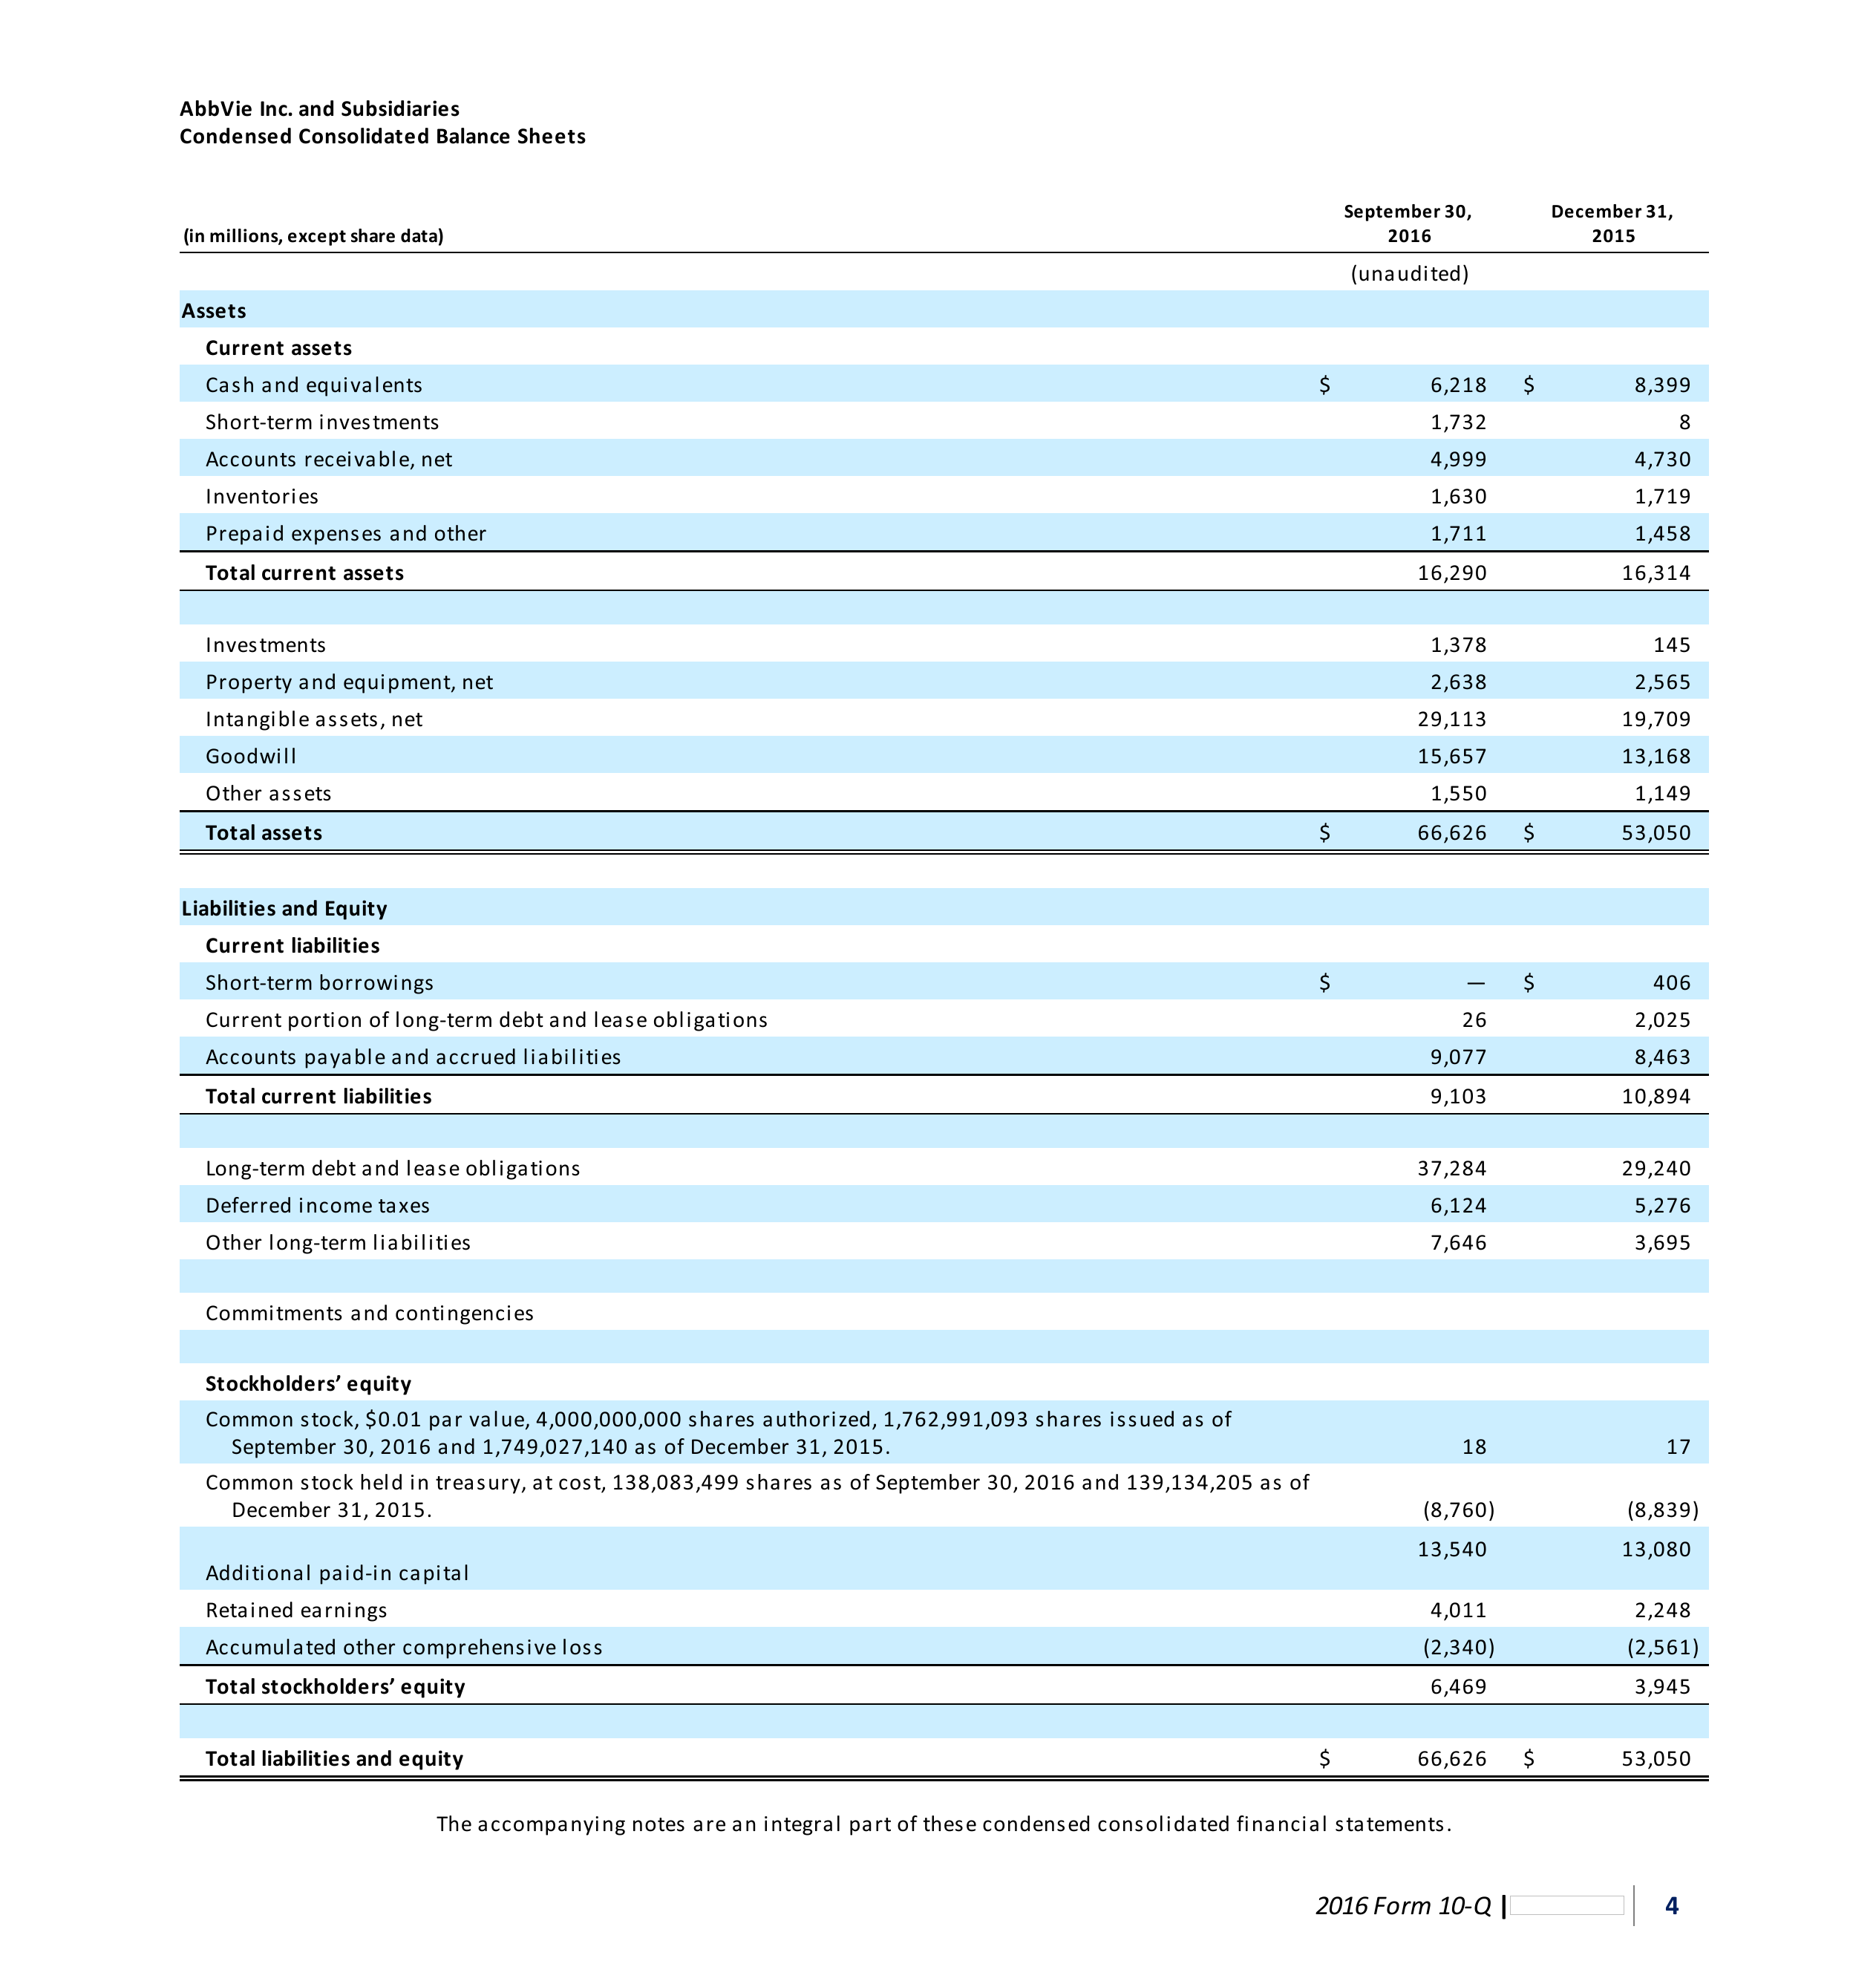 AbbVie Inc. and Subsidiaries
Condensed Consolidated Balance Sheets
(in millions, except share data) September 30, 2016 December 31, 2015
(unaudited)
Assets
Current assets
Cash and equivalents $ 6,218 $ 8,399
Short-term investments 1,732 8
Accounts receivable, net 4,999 4,730
Inventories 1,630 1,719
Prepaid expenses and other 1,711 1,458
Total current assets 16,290 16,314
Investments 1,378 145
Property and equipment, net 2,638 2,565
Intangible assets, net 29,113 19,709
Goodwill 15,657 13,168
Other assets 1,550 1,149
Total assets $ 66,626 $ 53,050
Liabilities and Equity
Current liabilities
Short-term borrowings $ — $ 406
Current portion of long-term debt and lease obligations 26 2,025
Accounts payable and accrued liabilities 9,077 8,463
Total current liabilities 9,103 10,894
Long-term debt and lease obligations 37,284 29,240
Deferred income taxes 6,124 5,276
Other long-term liabilities 7,646 3,695
Commitments and contingencies
Stockholders’ equity
Common stock, $0.01 par value, 4,000,000,000 shares authorized, 1,762,991,093 shares issued as of
September 30, 2016 and 1,749,027,140 as of December 31, 2015. 18 17
Common stock held in treasury, at cost, 138,083,499 shares as of September 30, 2016 and 139,134,205 as of
December 31, 2015. (8,760) (8,839)
Additional paid-in capital 13,540 13,080
Retained earnings 4,011 2,248
Accumulated other comprehensive loss (2,340) (2,561)
Total stockholders’ equity 6,469 3,945
Total liabilities and equity $ 66,626 $ 53,050
The accompanying notes are an integral part of these condensed consolidated financial statements.
2016 Form 10-Q | 4